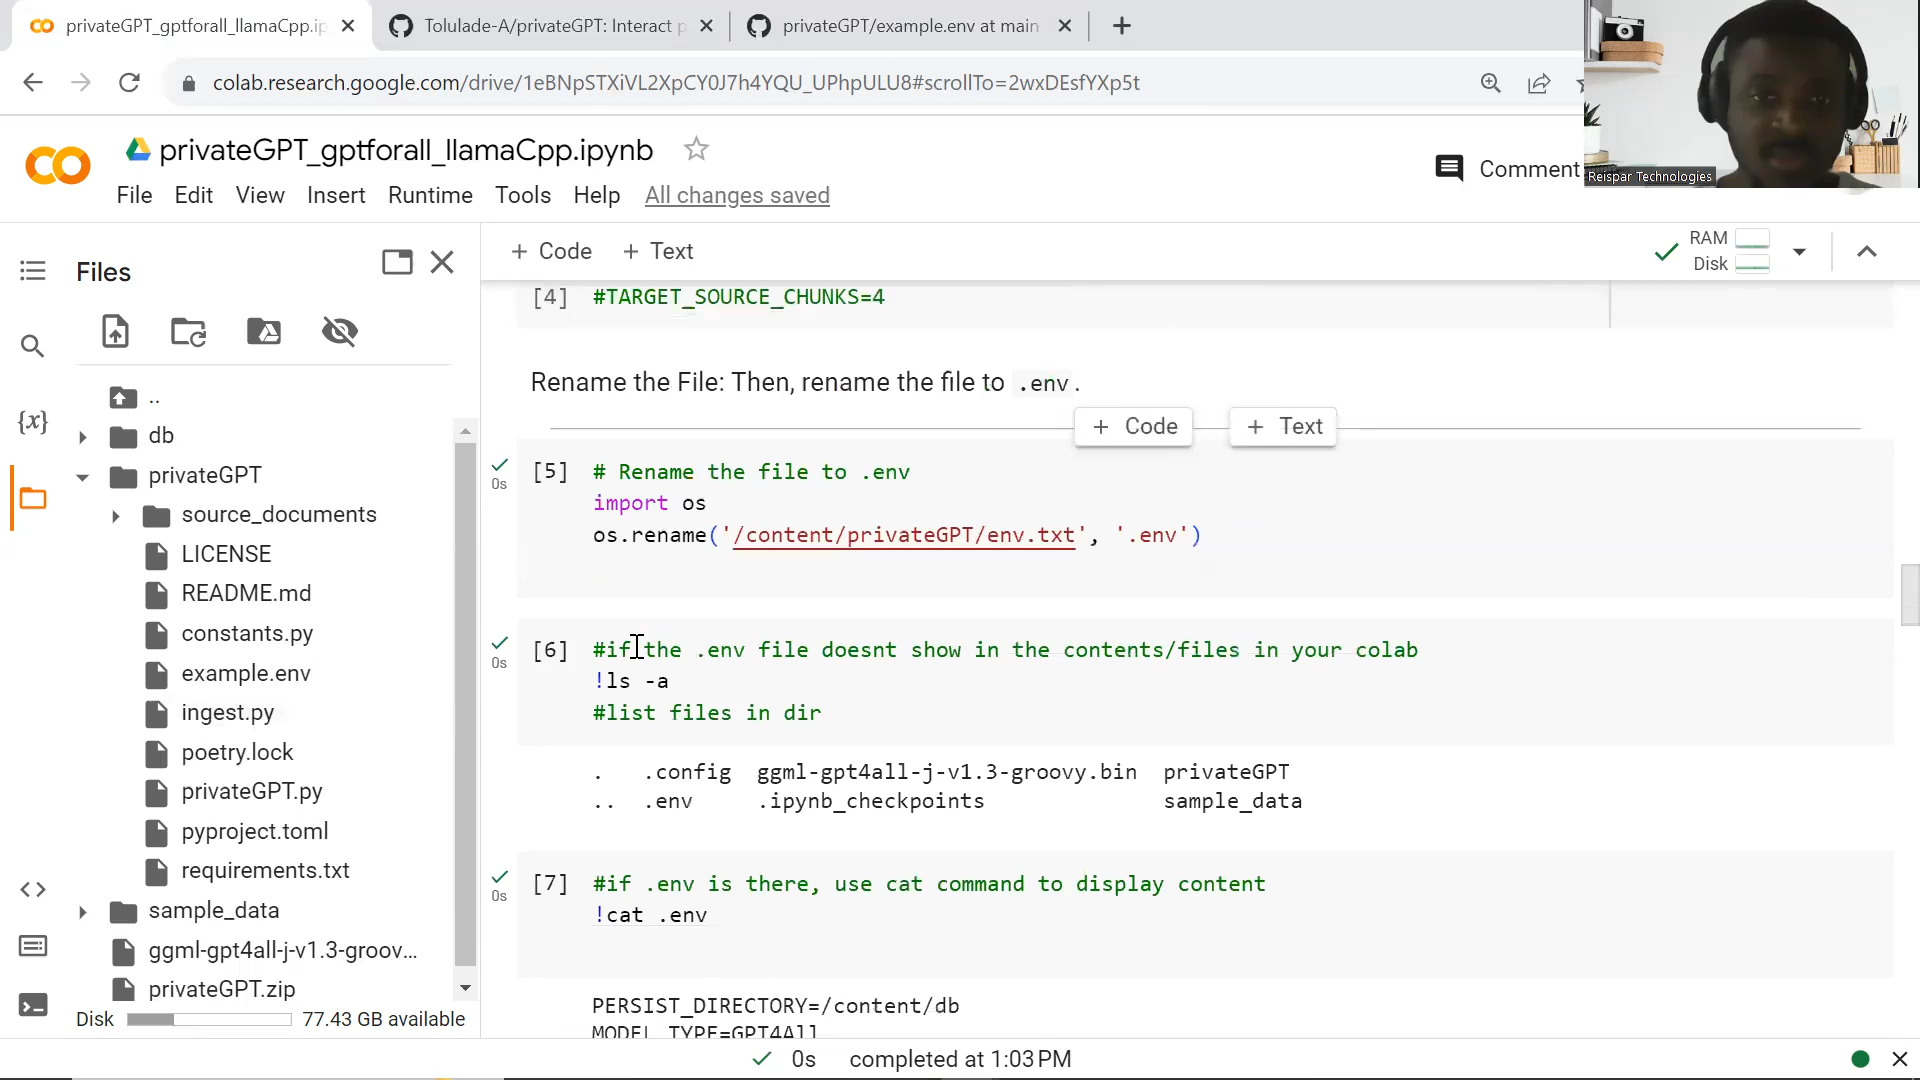 privateGPT_gptforall_llamaCpp.ip
Tolulade-A/privateGPT: Interact p
privateGPT/example.env at main
colab.research.google.com/drive/1eBNpSTXiVL2XpCY0J7h4YQU_UPhpULU8#scrollTo=2wxDEsfYXp5t
privateGPT_gptforall_llamaCpp.ipynb
Comment
Reispar Technologies
File Edit View Insert Runtime Tools Help All changes saved
+ Code + Text
RAM
Disk
Files
..
db
privateGPT
source_documents
LICENSE
README.md
constants.py
example.env
ingest.py
poetry.lock
privateGPT.py
pyproject.toml
requirements.txt
sample_data
ggml-gpt4all-j-v1.3-groov...
privateGPT.zip
Disk 77.43 GB available
[4] #TARGET_SOURCE_CHUNKS=4
Rename the File: Then, rename the file to .env.
+ Code + Text
0s
[5] # Rename the file to .env
import os
os.rename('/content/privateGPT/env.txt', '.env')
0s
[6] #if the .env file doesnt show in the contents/files in your colab
!ls -a
#list files in dir
. .config ggml-gpt4all-j-v1.3-groovy.bin privateGPT
.. .env .ipynb_checkpoints sample_data
0s
[7] #if .env is there, use cat command to display content
!cat .env
PERSIST_DIRECTORY=/content/db
MODEL_TYPE=GPT4All
0s completed at 1:03 PM